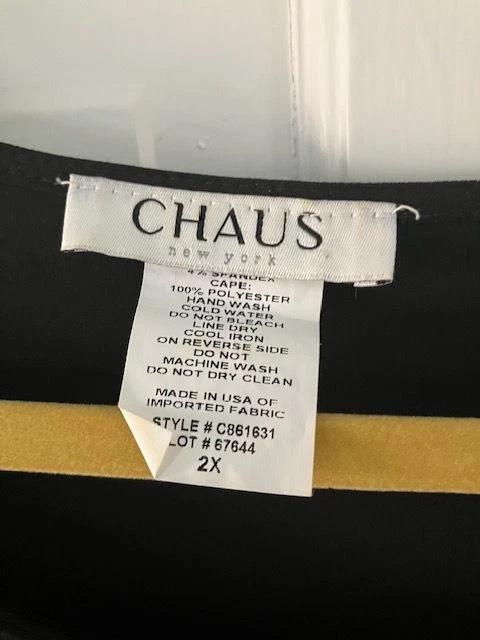 CHAUS
new york
4% SPANDEX
CAPE:
100% POLYESTER
HAND WASH
COLD WATER
DO NOT BLEACH
LINE DRY
COOL IRON
ON REVERSE SIDE
DO NOT
MACHINE WASH
DO NOT DRY CLEAN
MADE IN USA OF
IMPORTED FABRIC
STYLE # C861631
LOT # 67644
2X